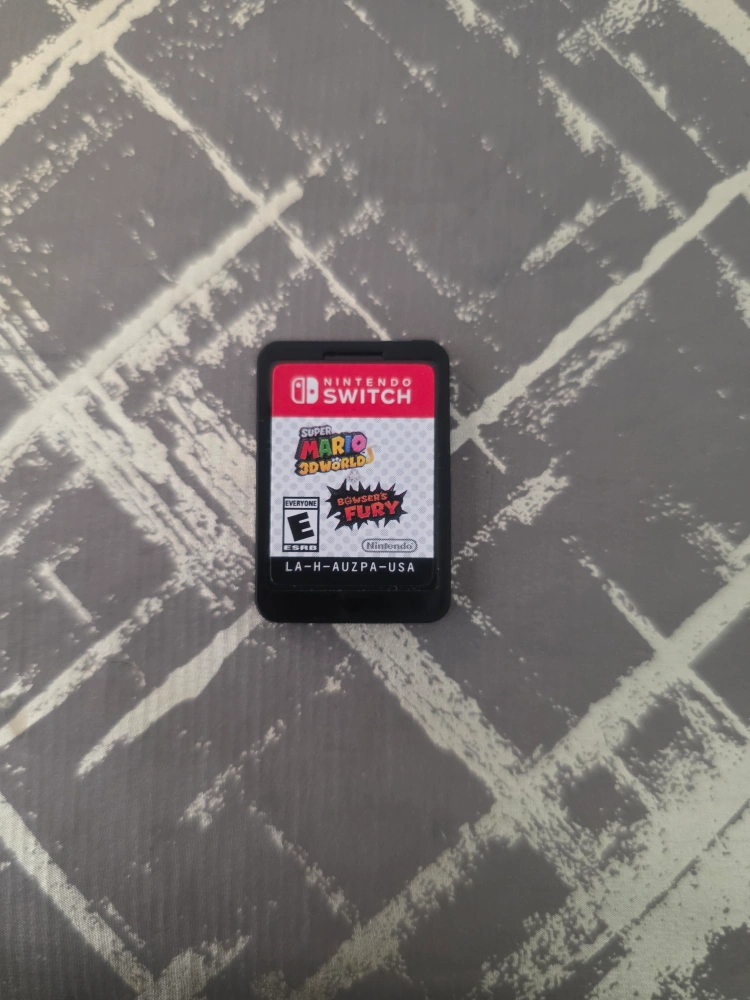 NINTENDO
SWITCH
SUPER
MARIO
3D WORLD
+
BOWSER'S
FURY
EVERYONE
E
ESRB
Nintendo
LA-H-AUZPA-USA